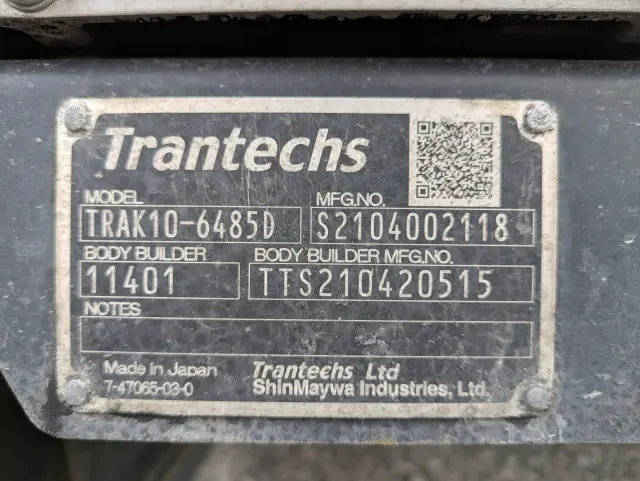 Trantechs
MODEL MFG.NO.
TRAK10-6485D S2104002118
BODY BUILDER BODY BUILDER MFG.NO.
11401 TTS210420515
NOTES
Made in Japan Trantechs Ltd
7-47065-03-0 ShinMaywa Industries, Ltd.